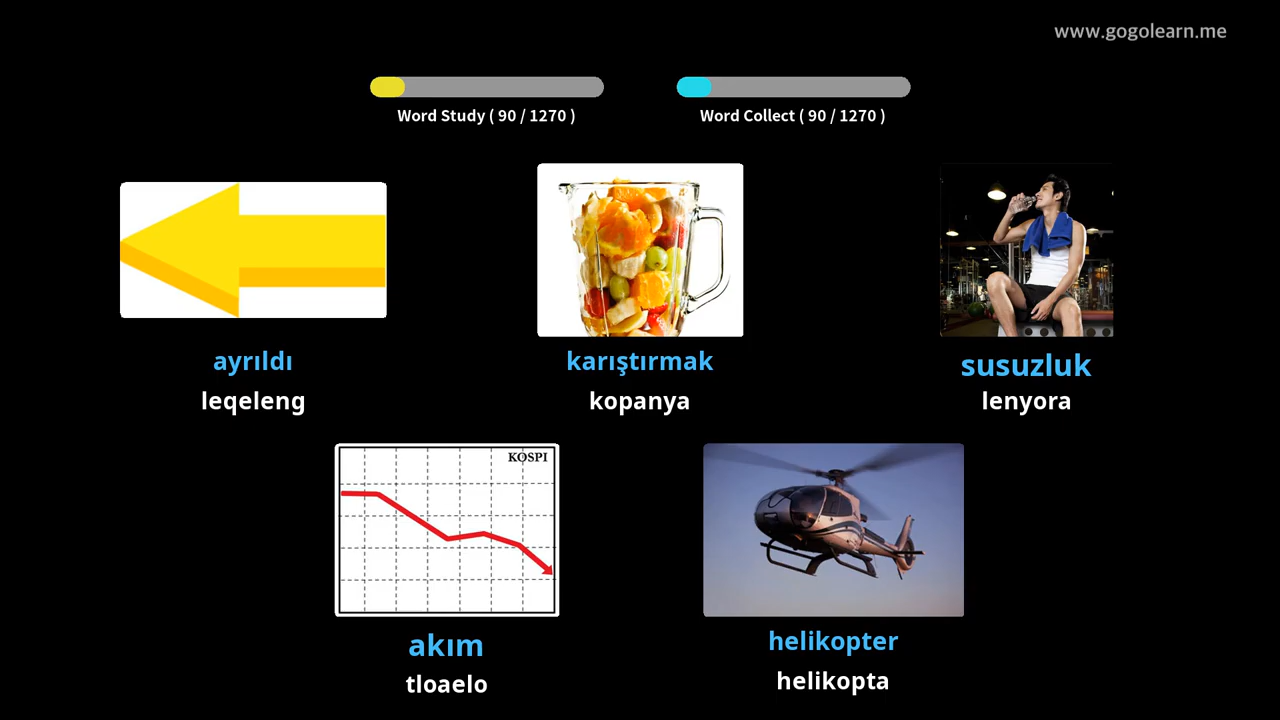 www.gogolearn.me
Word Study ( 90 / 1270 )
Word Collect ( 90 / 1270 )
ayrıldı
leqeleng
karıştırmak
kopanya
susuzluk
lenyora
KOSPI
akım
tloaelo
helikopter
helikopta